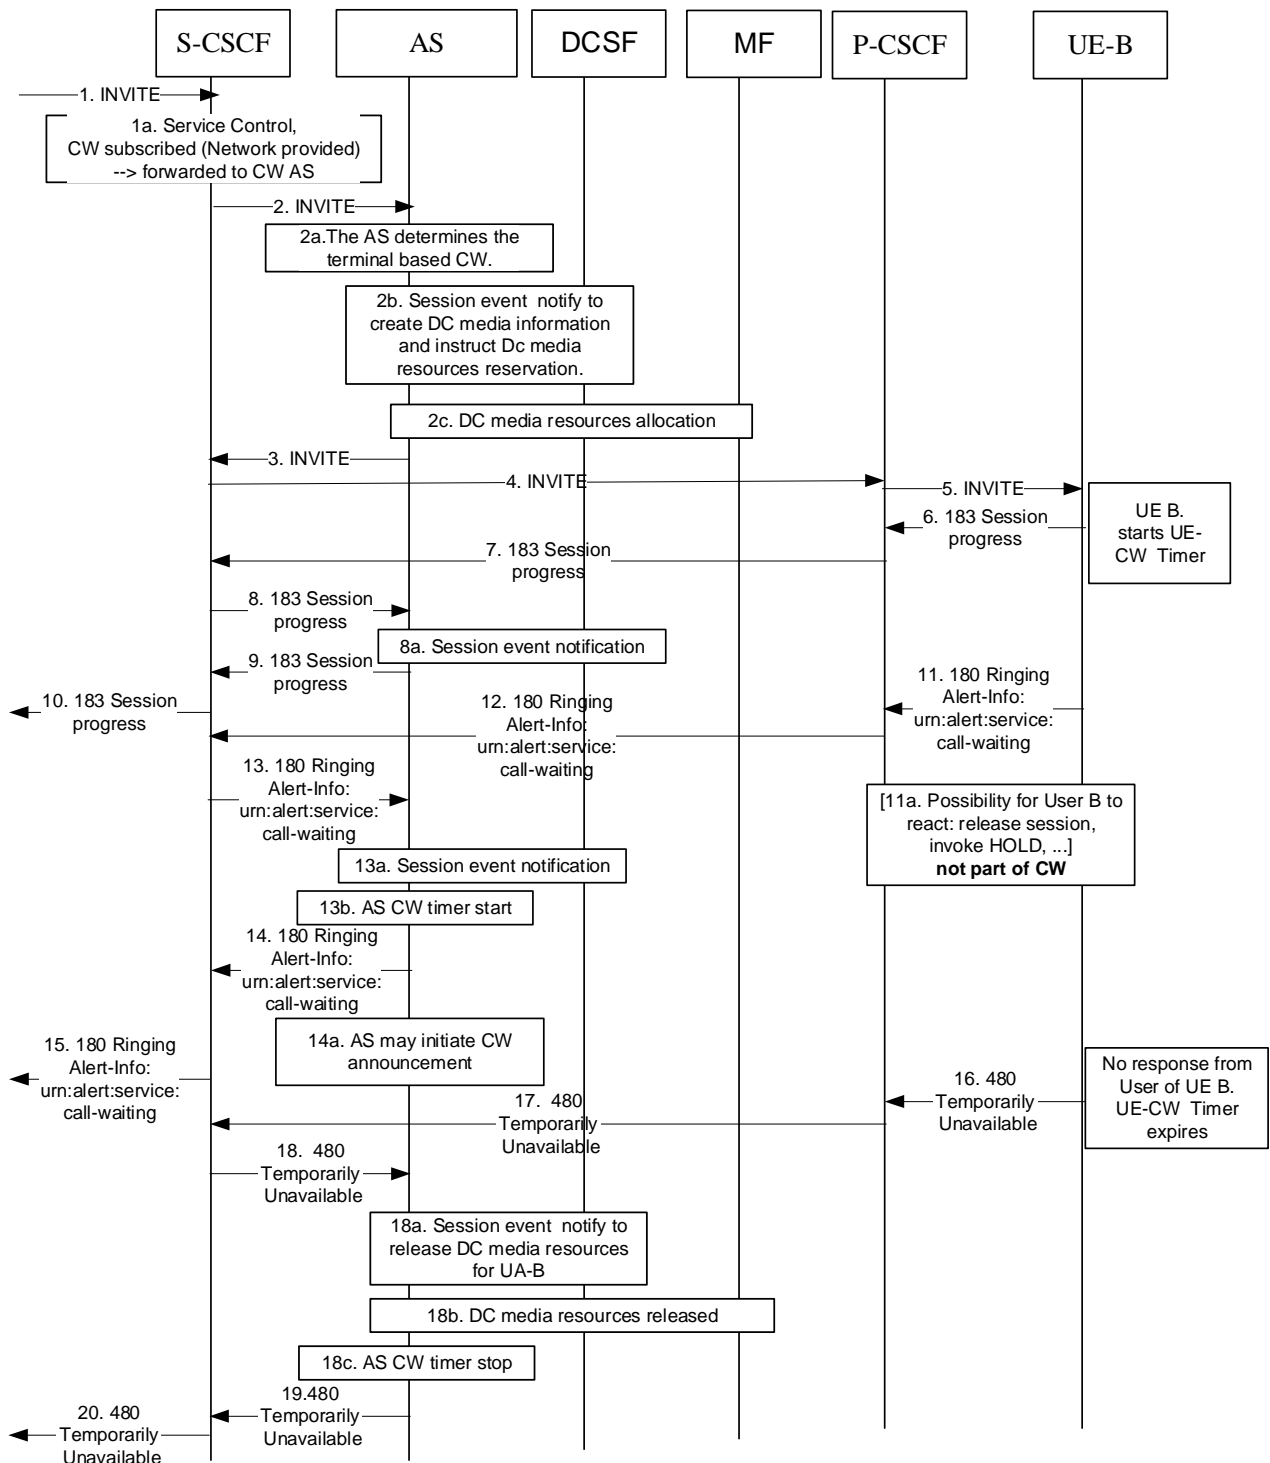 S-CSCF
AS
DCSF
MF
P-CSCF
UE-B
1. INVITE
1a. Service Control,
CW subscribed (Network provided)
--> forwarded to CW AS
2. INVITE
2a.The AS determines the
terminal based CW.
2b. Session event notify to
create DC media information
and instruct Dc media
resources reservation.
2c. DC media resources allocation
3. INVITE
4. INVITE
5. INVITE
UE B.
starts UE-
CW Timer
6. 183 Session
progress
7. 183 Session
progress
8. 183 Session
progress
8a. Session event notification
9. 183 Session
progress
10. 183 Session
progress
11. 180 Ringing
Alert-Info:
urn:alert:service:
call-waiting
12. 180 Ringing
Alert-Info:
urn:alert:service:
call-waiting
13. 180 Ringing
Alert-Info:
urn:alert:service:
call-waiting
[11a. Possibility for User B to
react: release session,
invoke HOLD, ...]
not part of CW
13a. Session event notification
13b. AS CW timer start
14. 180 Ringing
Alert-Info:
urn:alert:service:
call-waiting
14a. AS may initiate CW
announcement
15. 180 Ringing
Alert-Info:
urn:alert:service:
call-waiting
No response from
User of UE B.
UE-CW Timer
expires
16. 480
Temporarily
Unavailable
17. 480
Temporarily
Unavailable
18. 480
Temporarily
Unavailable
18a. Session event notify to
release DC media resources
for UA-B
18b. DC media resources released
18c. AS CW timer stop
19.480
Temporarily
Unavailable
20. 480
Temporarily
Unavailable